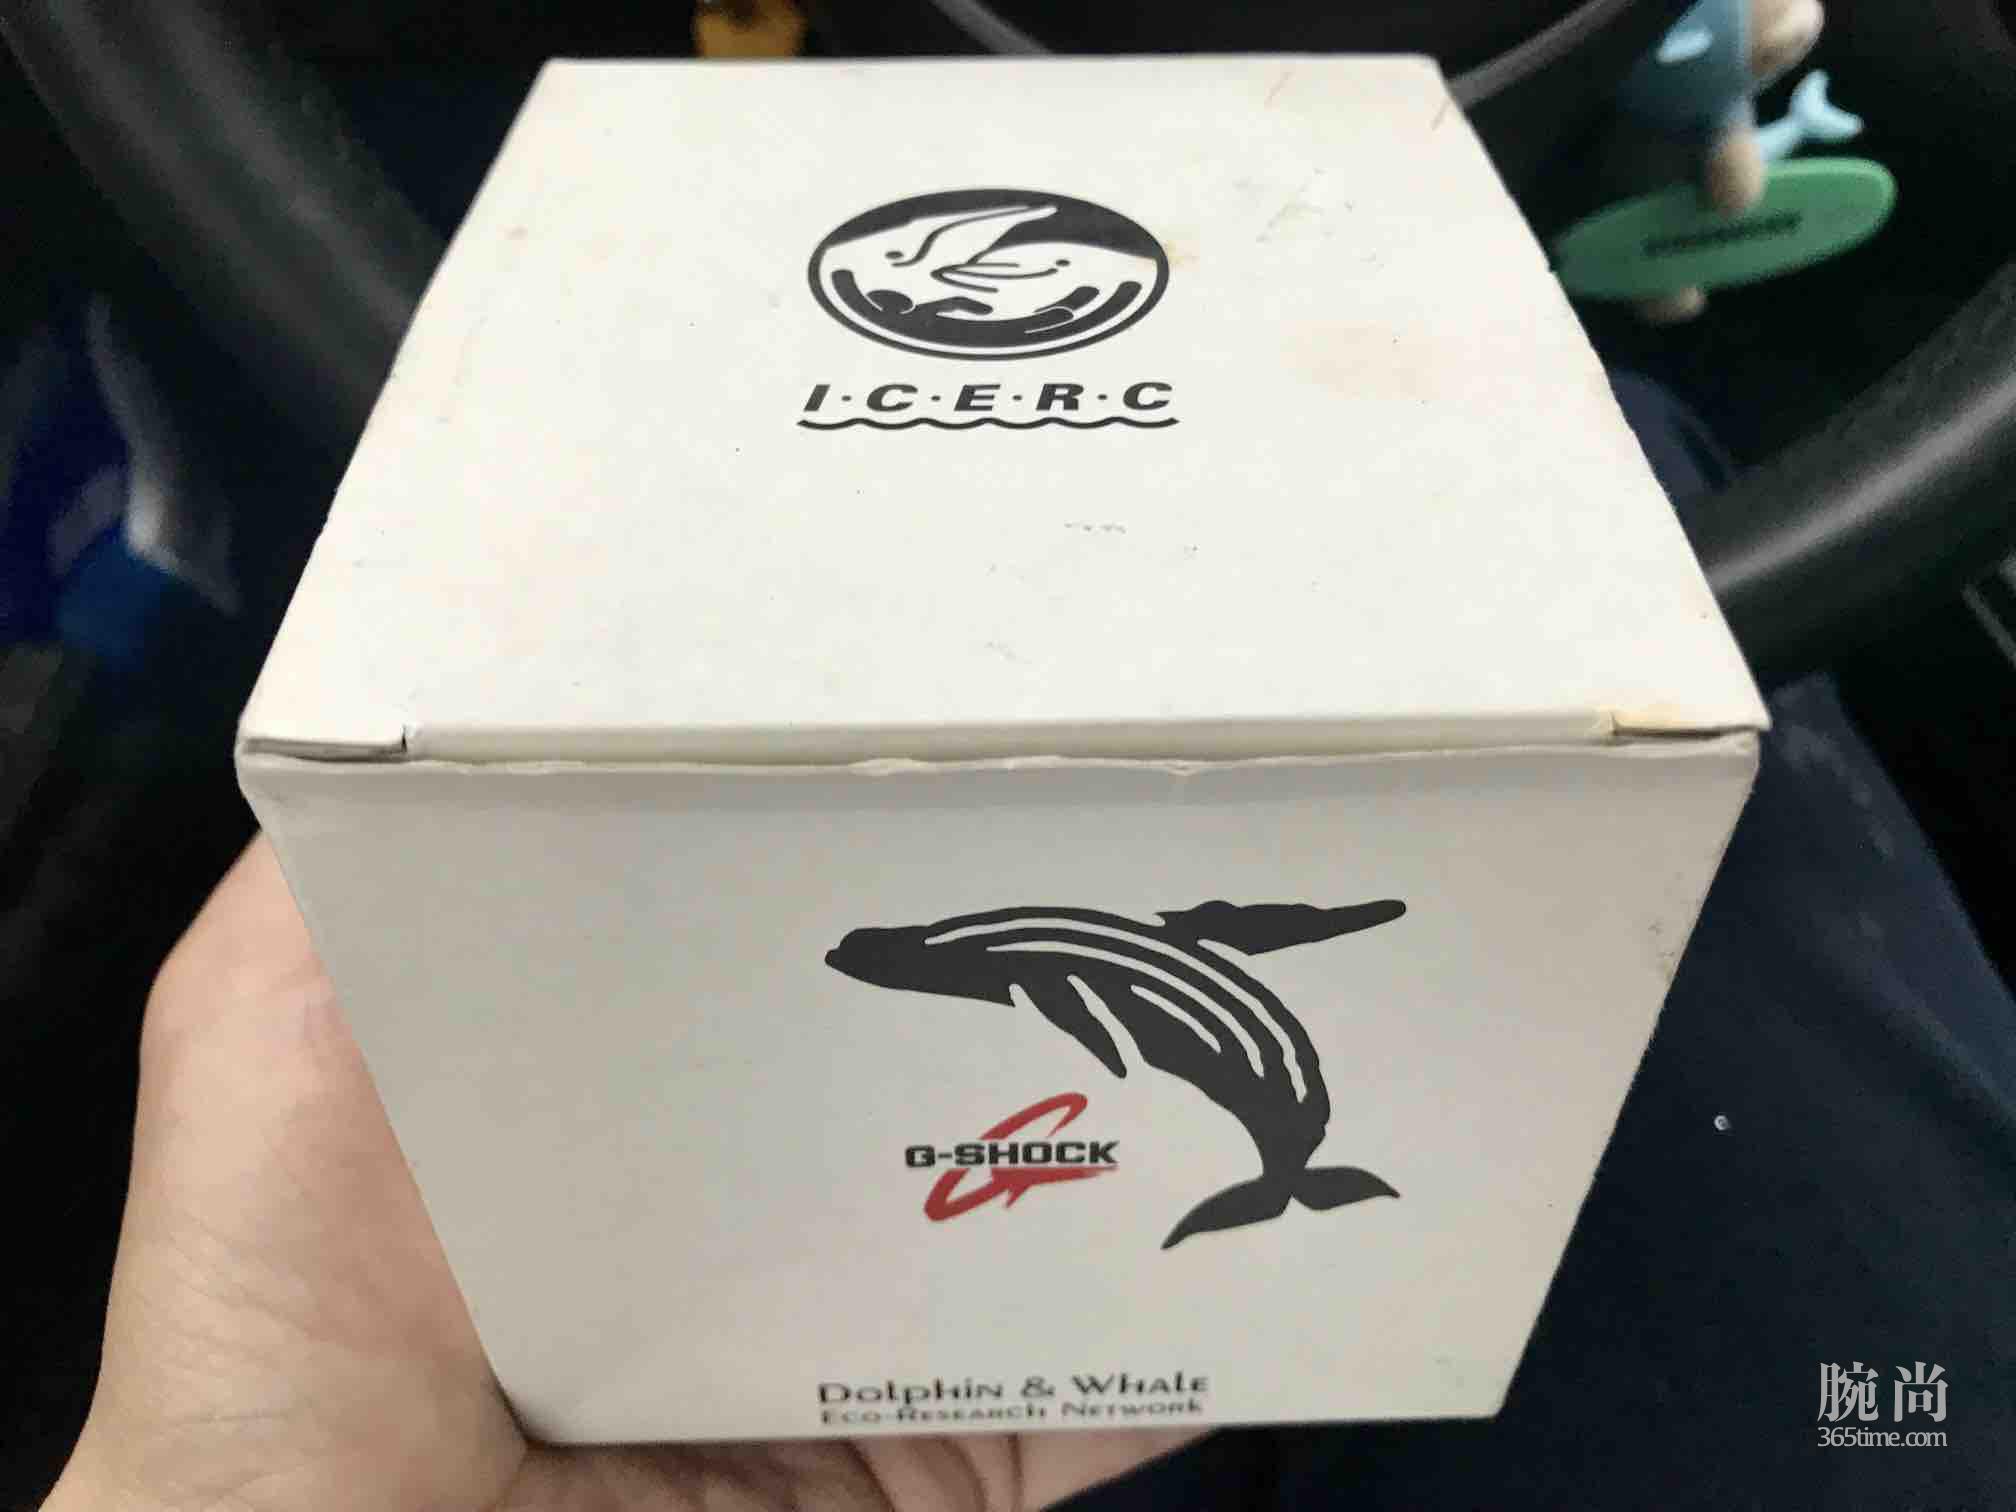 I·C·E·R·C
G-SHOCK
Dolphin & Whale
Eco-Research Network
腕尚
365time.com